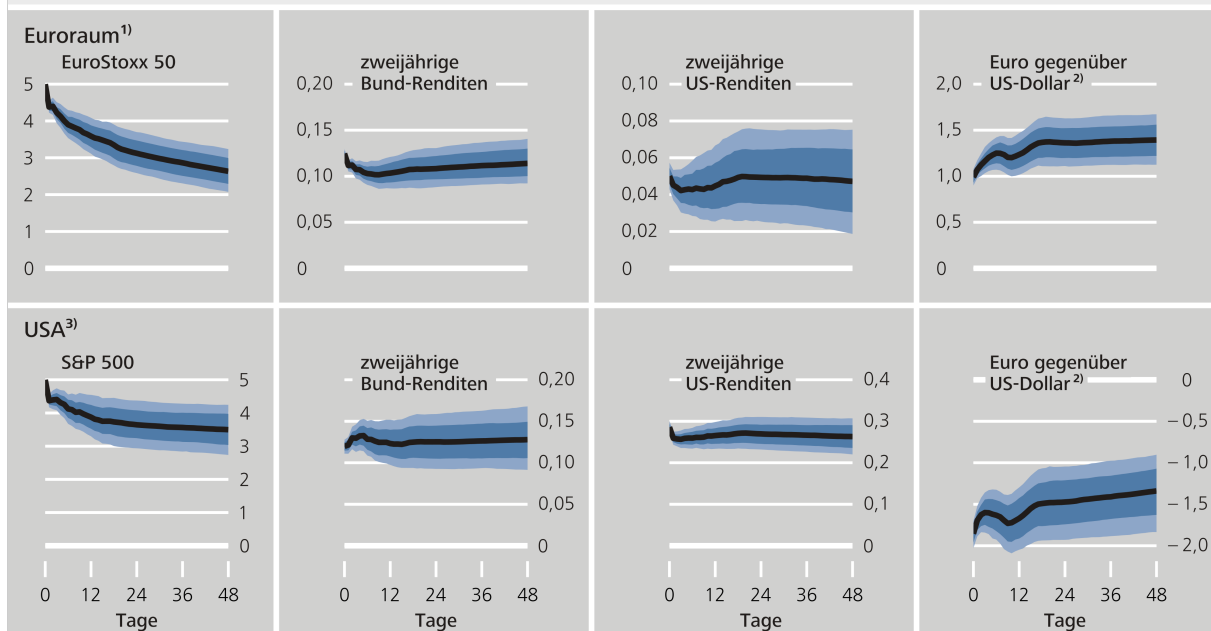 Euroraum¹⁾
EuroStoxx 50
5
4
3
2
1
0
zweijährige
Bund-Renditen
0,20
0,15
0,10
0,05
0
zweijährige
US-Renditen
0,10
0,08
0,06
0,04
0,02
0
Euro gegenüber
US-Dollar²⁾
2,0
1,5
1,0
0,5
0
USA³⁾
S&P 500
5
4
3
2
1
0
0 12 24 36 48
Tage
zweijährige
Bund-Renditen
0,20
0,15
0,10
0,05
0
0 12 24 36 48
Tage
zweijährige
US-Renditen
0,4
0,3
0,2
0,1
0
0 12 24 36 48
Tage
Euro gegenüber
US-Dollar²⁾
0
– 0,5
– 1,0
– 1,5
– 2,0
0 12 24 36 48
Tage